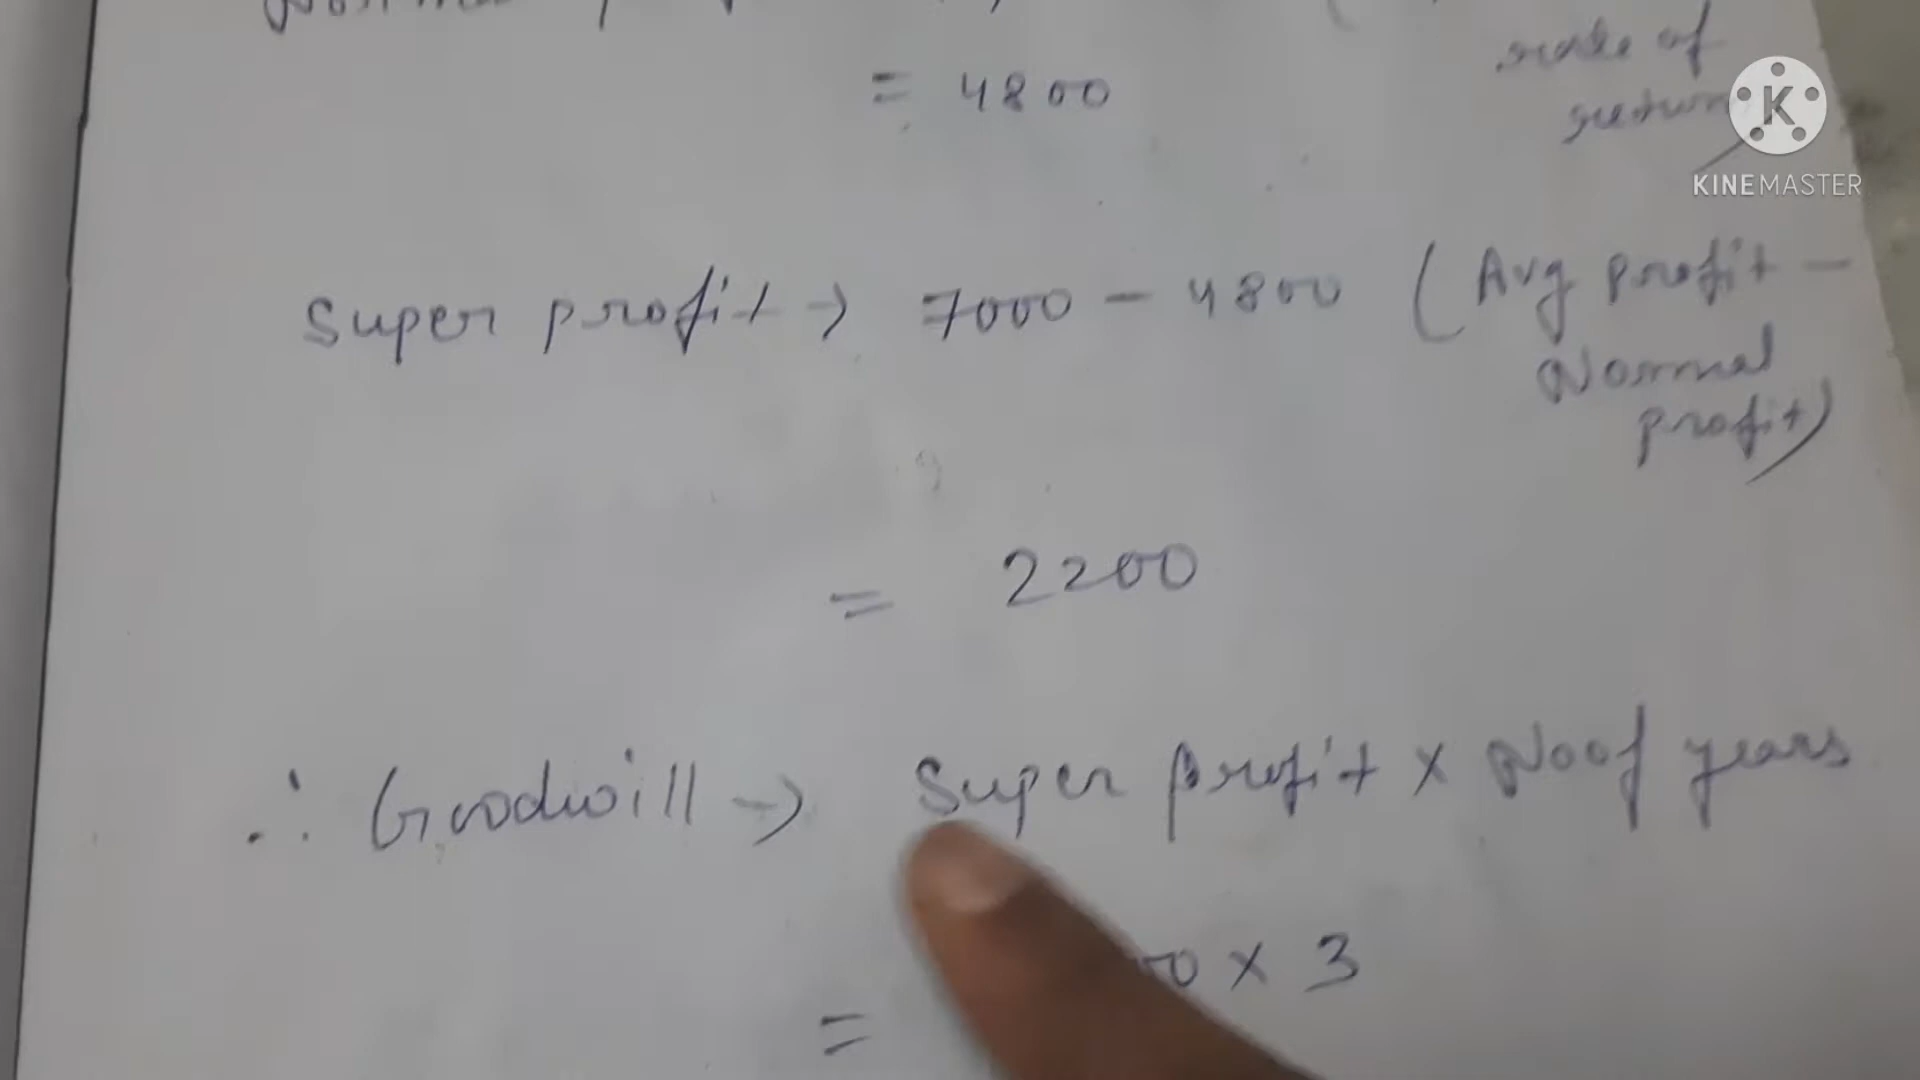 rate of
= 4800
return
KINEMASTER
Super profit → 7000 - 4800 (Avg profit -
Normal
profit)
= 2200
∴ Goodwill → Super profit x No of years
0 x 3
=